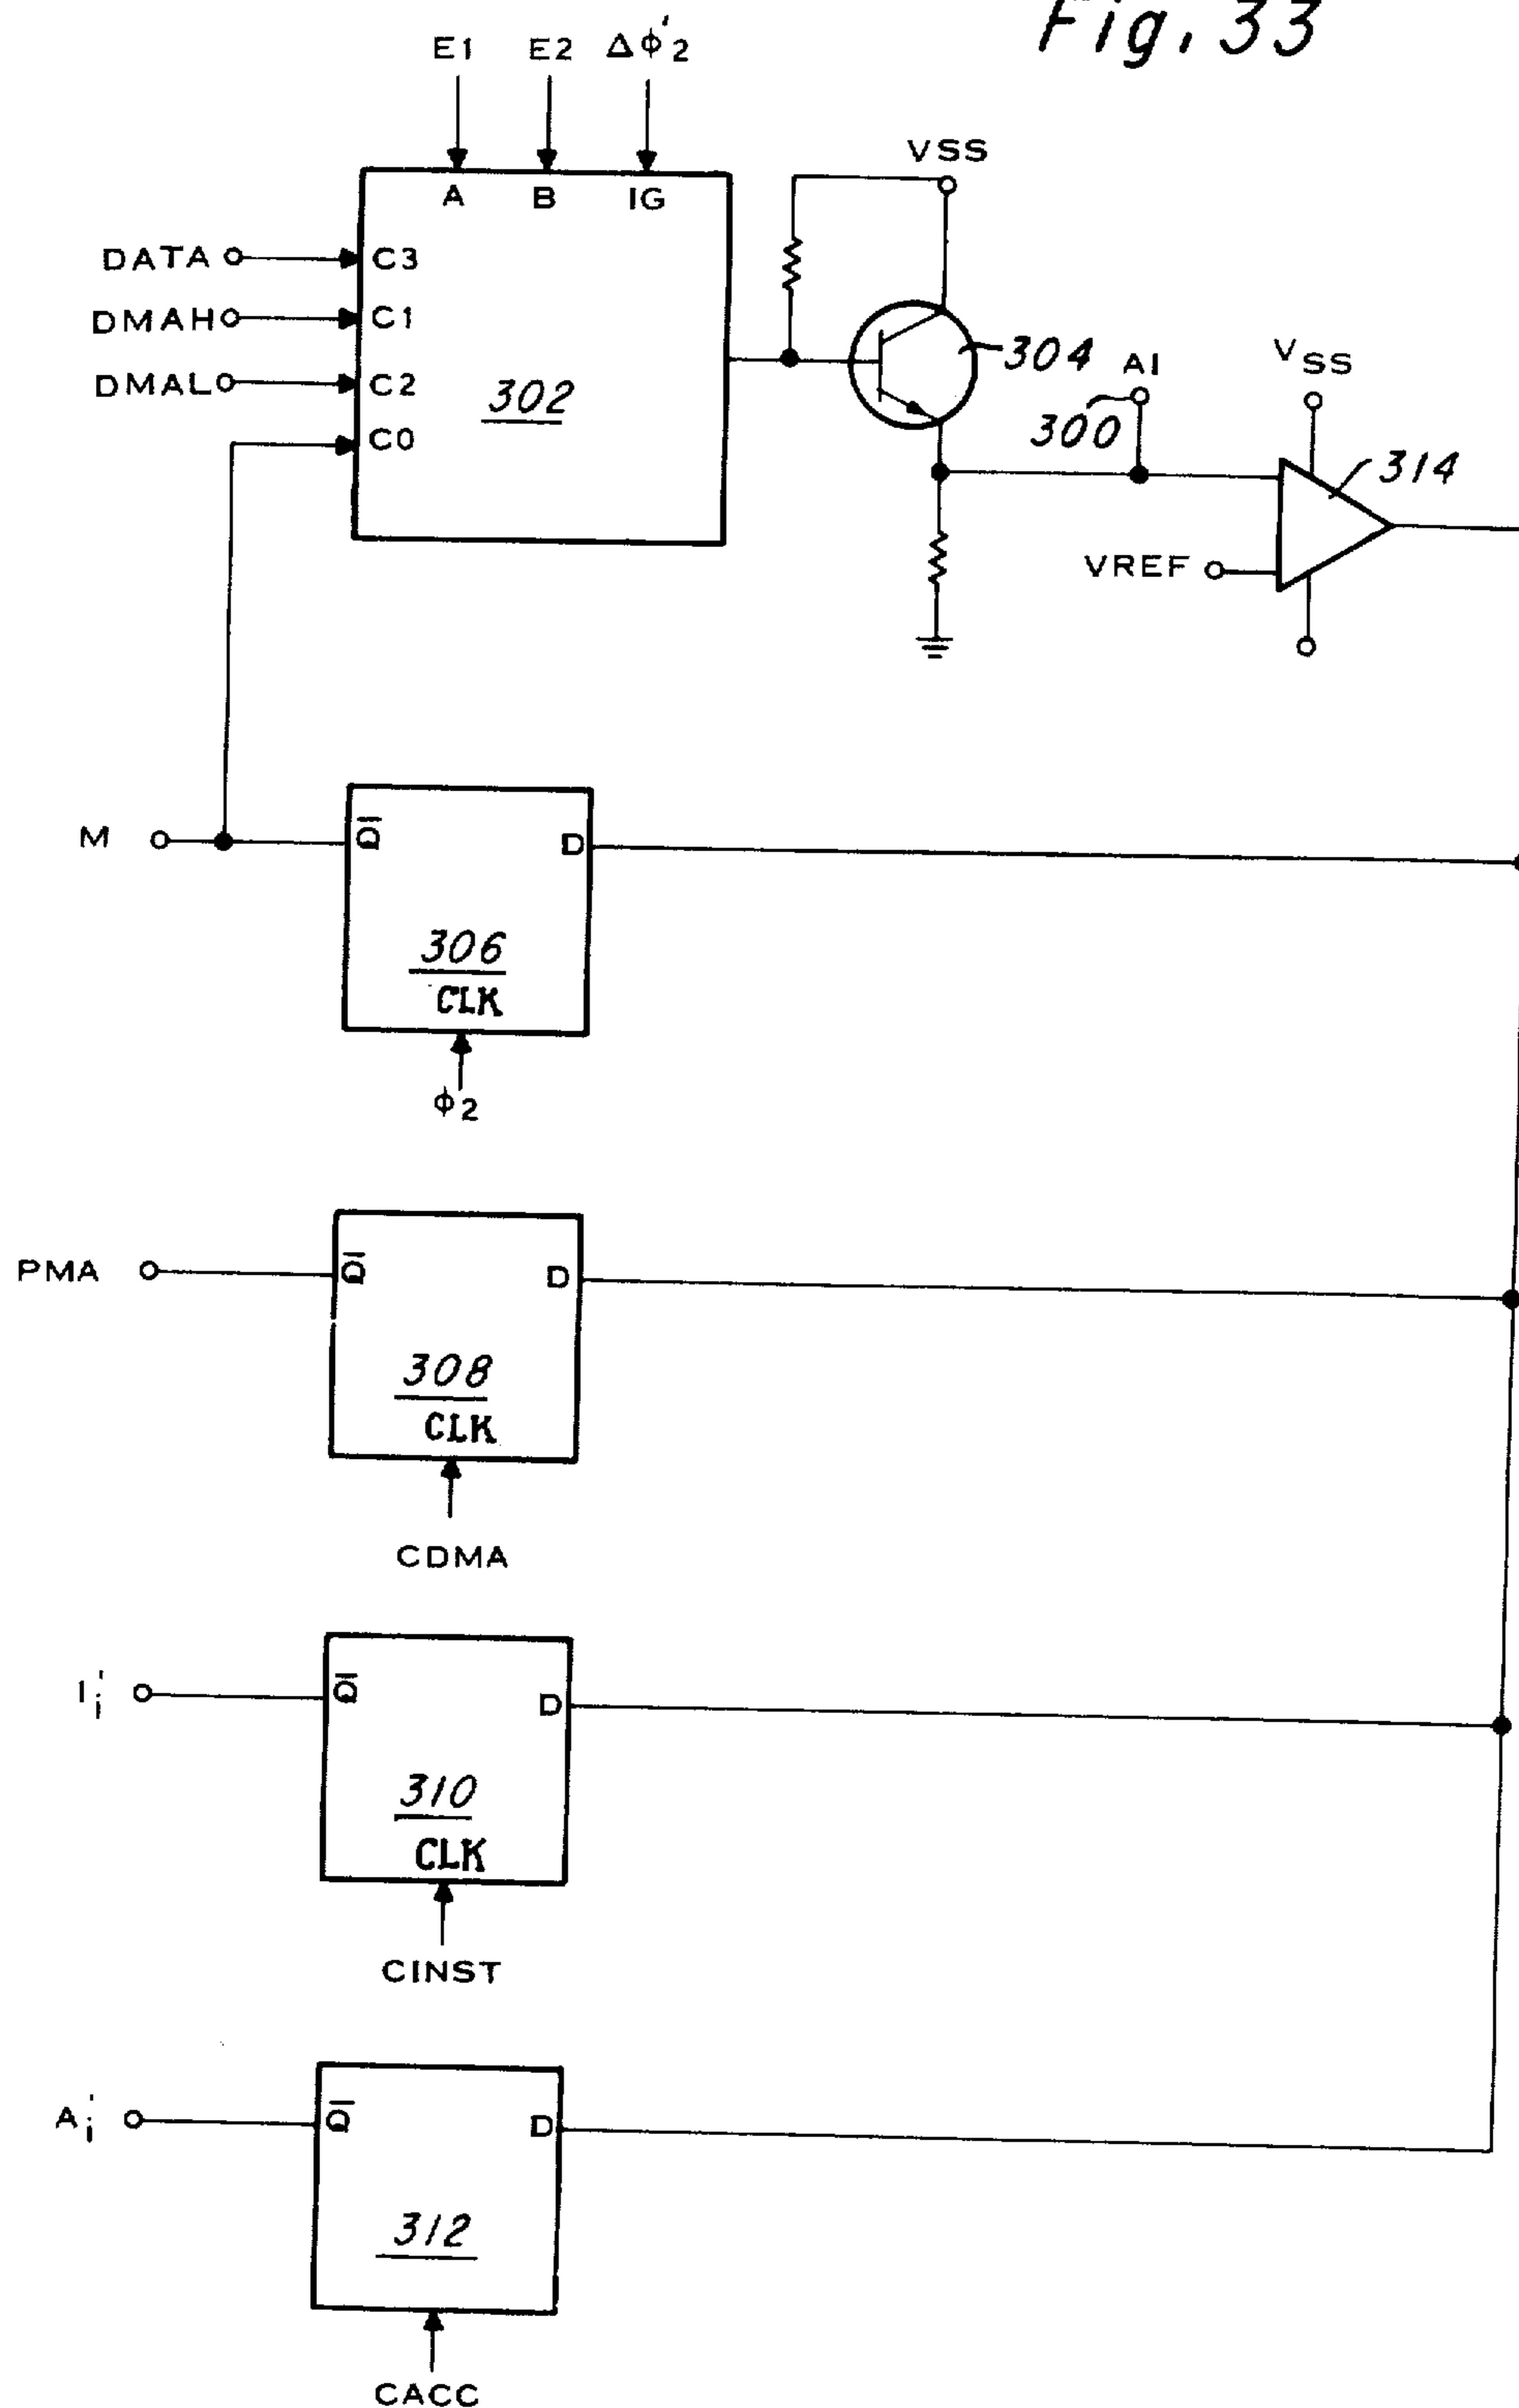 Fig. 33
E1 E2 Δϕ'2
VSS
A B IG
DATA C3
DMAH C1
DMAL C2
C0
302
304
A1
VSS
300
314
VREF
M Q̅ D
306
CLK
ϕ2
PMA Q̅ D
308
CLK
CDMA
I'i Q̅ D
310
CLK
CINST
A'i Q̅ D
312
CACC